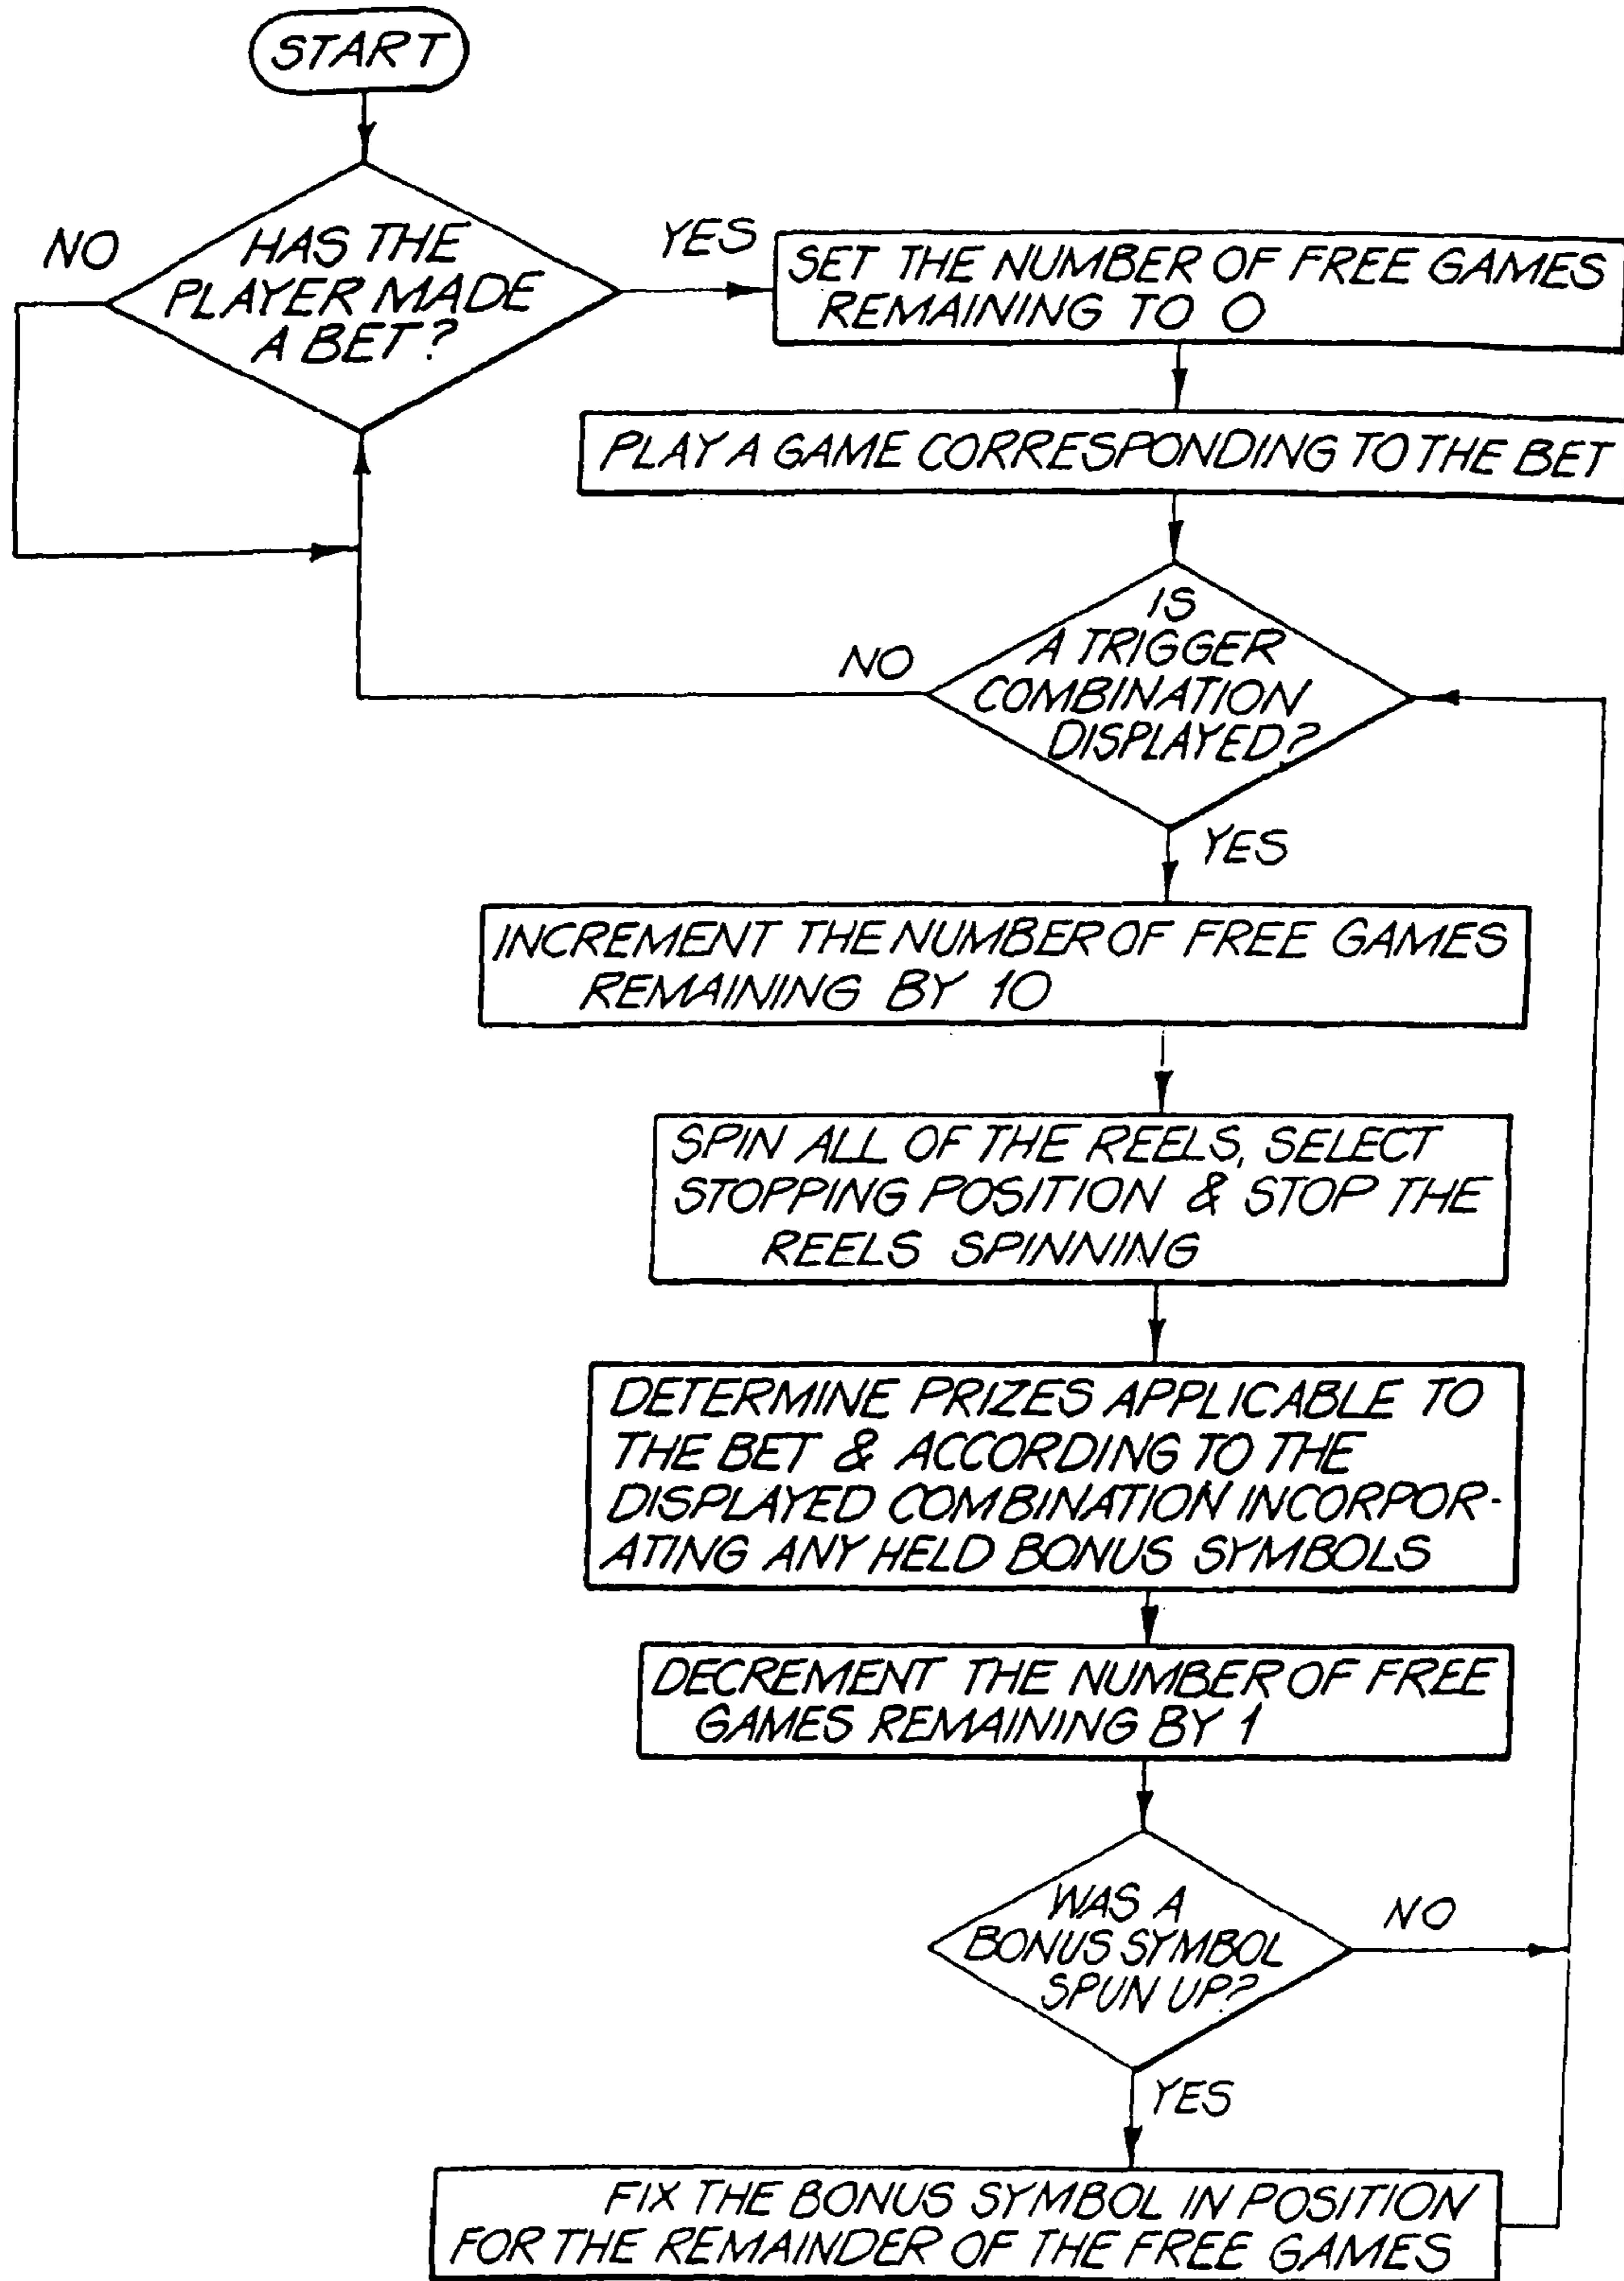 START
NO
HAS THE
PLAYER MADE
A BET?
YES
SET THE NUMBER OF FREE GAMES
REMAINING TO 0
PLAY A GAME CORRESPONDING TO THE BET
IS
A TRIGGER
COMBINATION
DISPLAYED?
NO
YES
INCREMENT THE NUMBER OF FREE GAMES
REMAINING BY 10
SPIN ALL OF THE REELS, SELECT
STOPPING POSITION & STOP THE
REELS SPINNING
DETERMINE PRIZES APPLICABLE TO
THE BET & ACCORDING TO THE
DISPLAYED COMBINATION INCORPOR-
ATING ANY HELD BONUS SYMBOLS
DECREMENT THE NUMBER OF FREE
GAMES REMAINING BY 1
WAS A
BONUS SYMBOL
SPUN UP?
NO
YES
FIX THE BONUS SYMBOL IN POSITION
FOR THE REMAINDER OF THE FREE GAMES